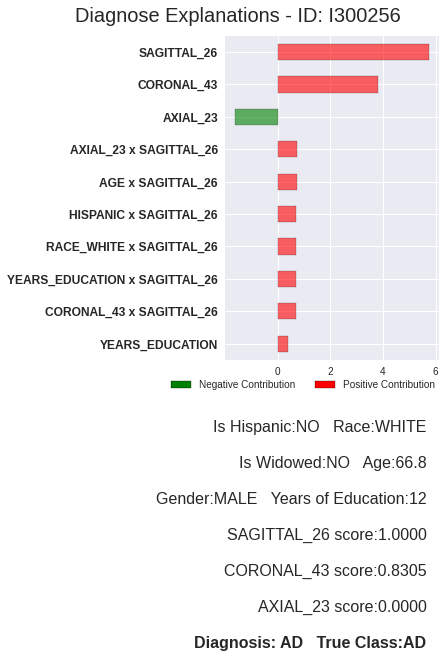 Diagnose Explanations - ID: I300256
SAGITTAL_26
CORONAL_43
AXIAL_23
AXIAL_23 x SAGITTAL_26
AGE x SAGITTAL_26
HISPANIC x SAGITTAL_26
RACE_WHITE x SAGITTAL_26
YEARS_EDUCATION x SAGITTAL_26
CORONAL_43 x SAGITTAL_26
YEARS_EDUCATION
0 2 4 6
Negative Contribution Positive Contribution
Is Hispanic:NO Race:WHITE
Is Widowed:NO Age:66.8
Gender:MALE Years of Education:12
SAGITTAL_26 score:1.0000
CORONAL_43 score:0.8305
AXIAL_23 score:0.0000
Diagnosis: AD True Class:AD